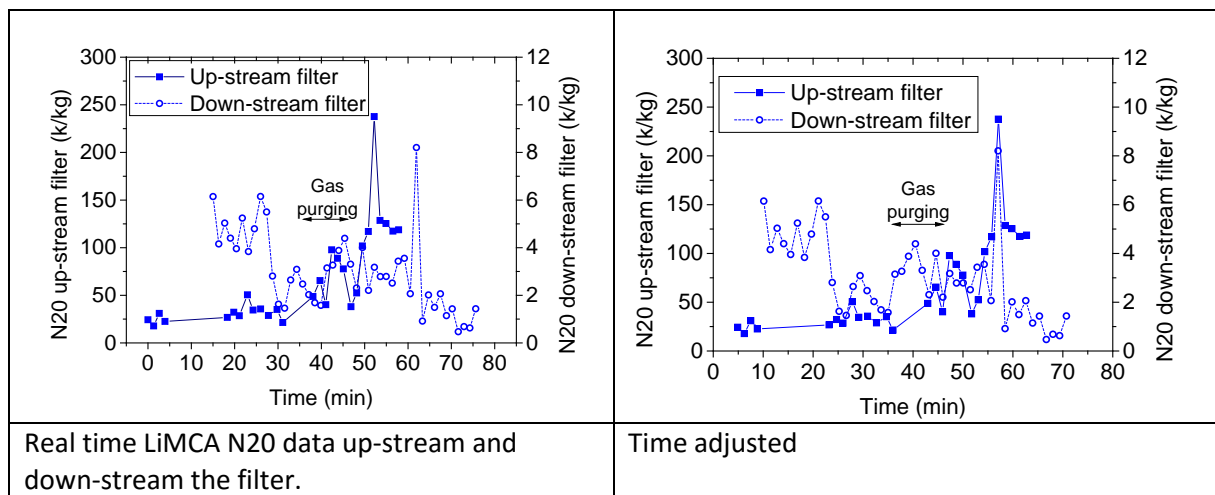 300
250
200
150
100
50
0
N20 up-stream filter (k/kg)
Up-stream filter
Down-stream filter
Gas
purging
12
10
8
6
4
2
0
N20 down-stream filter (k/kg)
0 10 20 30 40 50 60 70 80
Time (min)
300
250
200
150
100
50
0
N20 up-stream filter (k/kg)
Up-stream filter
Down-stream filter
Gas
purging
12
10
8
6
4
2
0
N20 down-stream filter (k/kg)
0 10 20 30 40 50 60 70 80
Time (min)
Real time LiMCA N20 data up-stream and
down-stream the filter.
Time adjusted